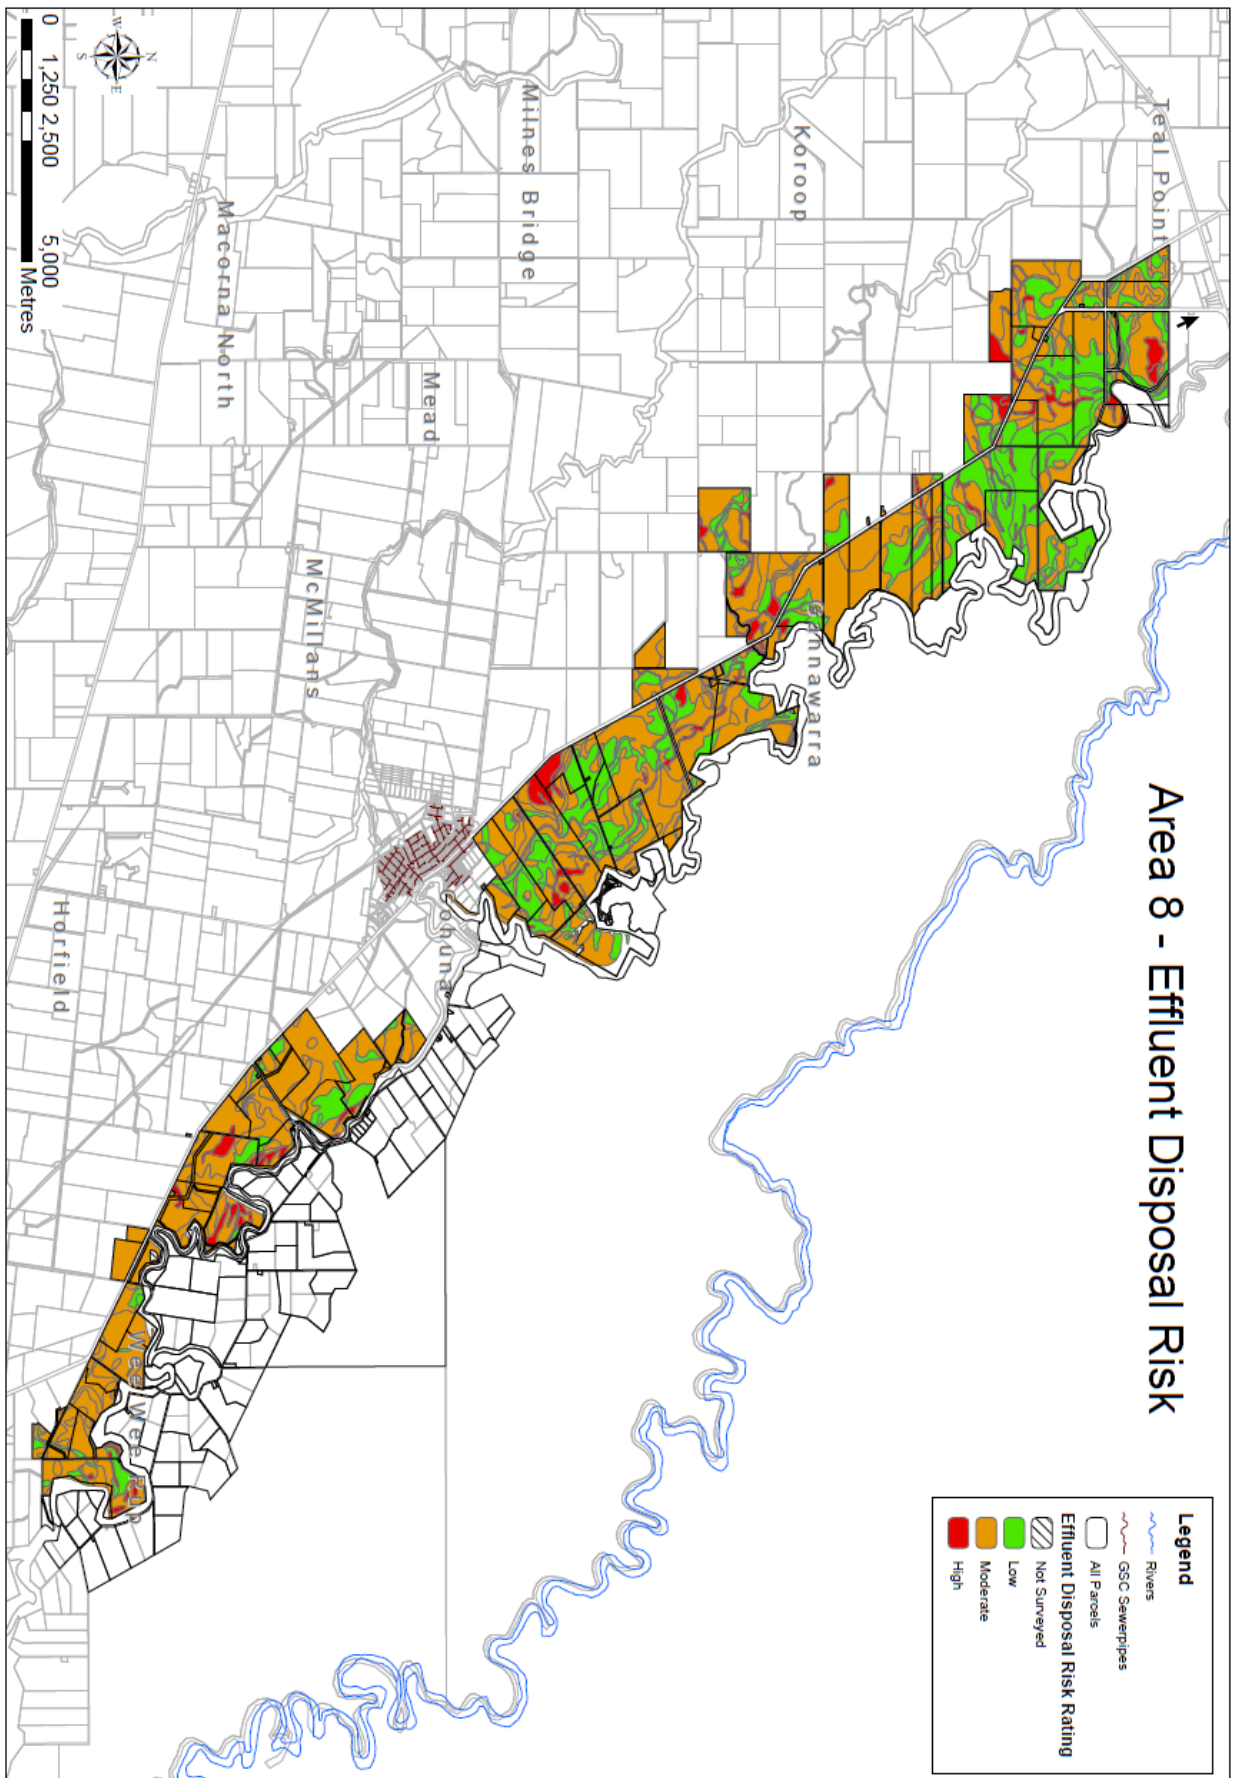 Area 8 - Effluent Disposal Risk
Teal Point
Koroop
Milnes Bridge
Gannawarra
Macorna North
Mead
McMillans
Cohuna
Horfield
Legend
Rivers
GSC Sewerpipes
All Parcels
Effluent Disposal Risk Rating
Not Surveyed
Low
Moderate
High
N
W
E
S
0 1,250 2,500 5,000
Metres